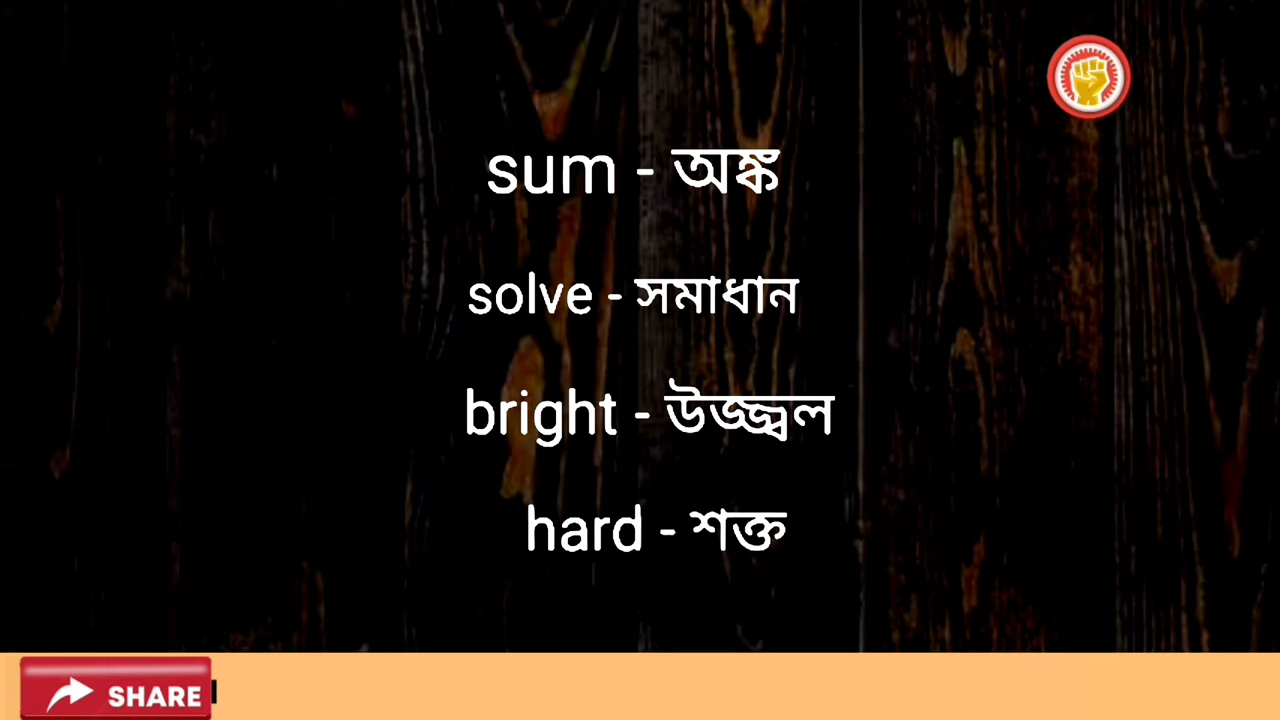 sum - অঙ্ক
solve - সমাধান
bright - উজ্জ্বল
hard - শক্ত
SHARE